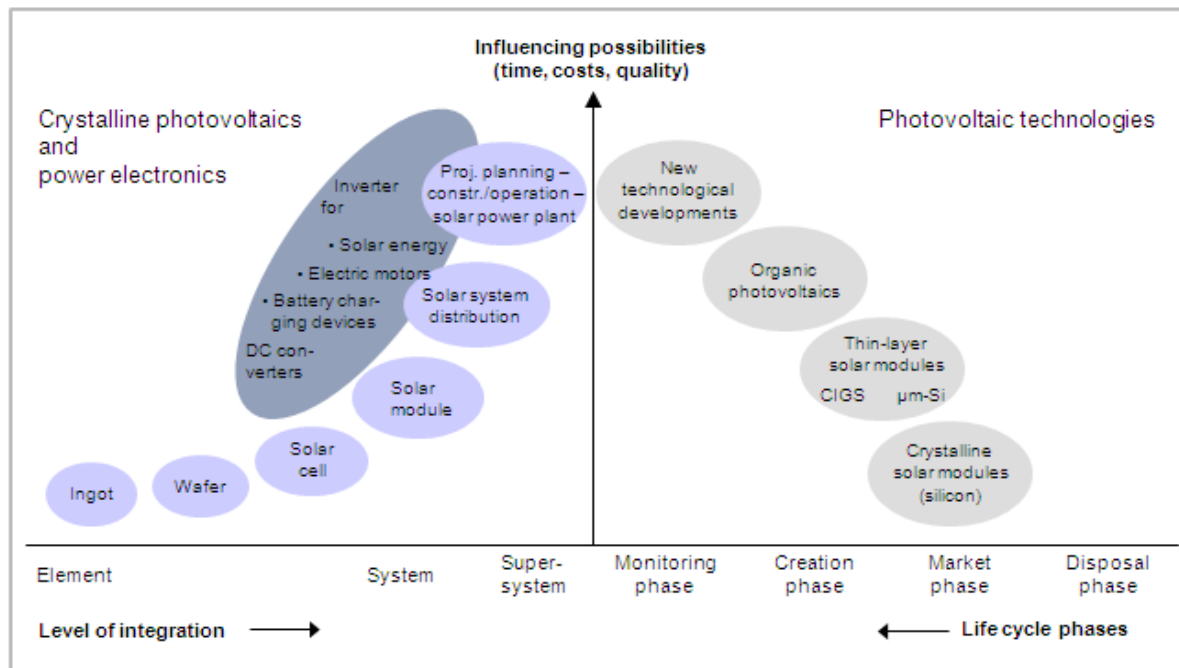 Influencing possibilities
(time, costs, quality)
Crystalline photovoltaics
and
power electronics
Photovoltaic technologies
Inverter
for
• Solar energy
• Electric motors
• Battery char-
ging devices
DC con-
verters
Proj. planning –
constr./operation –
solar power plant
Solar system
distribution
Solar
module
Solar
cell
Wafer
Ingot
New
technological
developments
Organic
photovoltaics
Thin-layer
solar modules
CIGS µm-Si
Crystalline
solar modules
(silicon)
Element
System
Super-
system
Monitoring
phase
Creation
phase
Market
phase
Disposal
phase
Level of integration
Life cycle phases